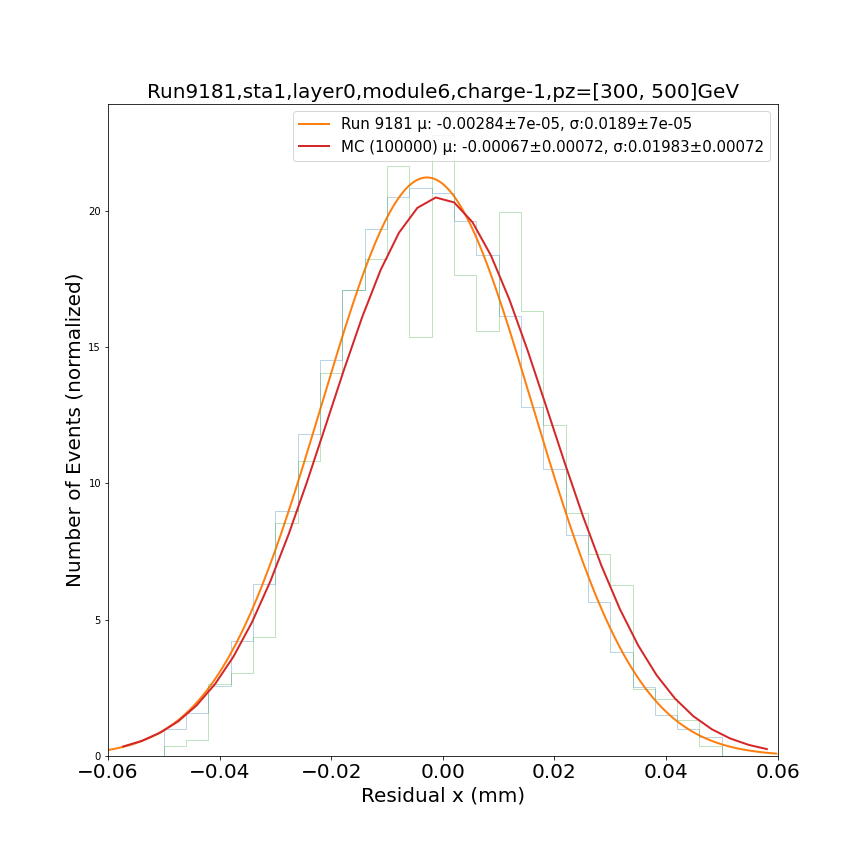 Run9181,sta1,layer0,module6,charge-1,pz=[300, 500]GeV
Run 9181 μ: -0.00284±7e-05, σ:0.0189±7e-05
MC (100000) μ: -0.00067±0.00072, σ:0.01983±0.00072
Number of Events (normalized)
20
15
10
5
0
−0.06 −0.04 −0.02 0.00 0.02 0.04 0.06
Residual x (mm)